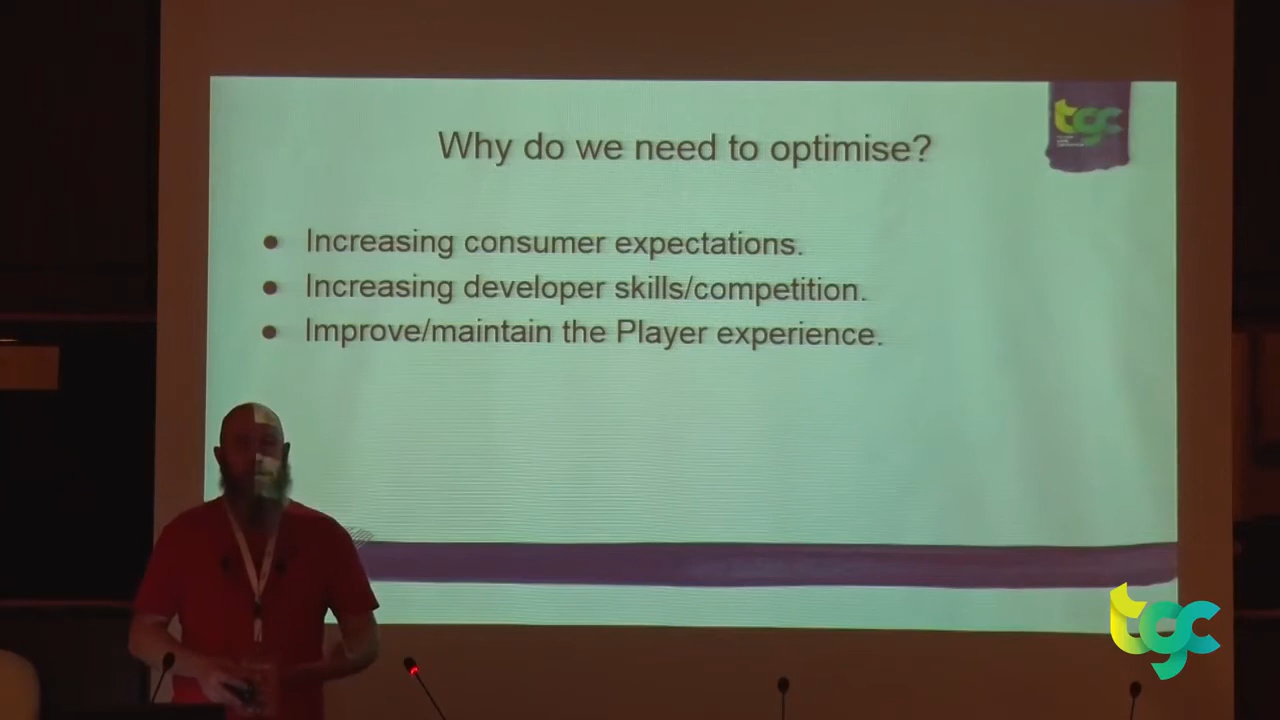 tgc
Why do we need to optimise?
● Increasing consumer expectations.
● Increasing developer skills/competition.
● Improve/maintain the Player experience.
tgc